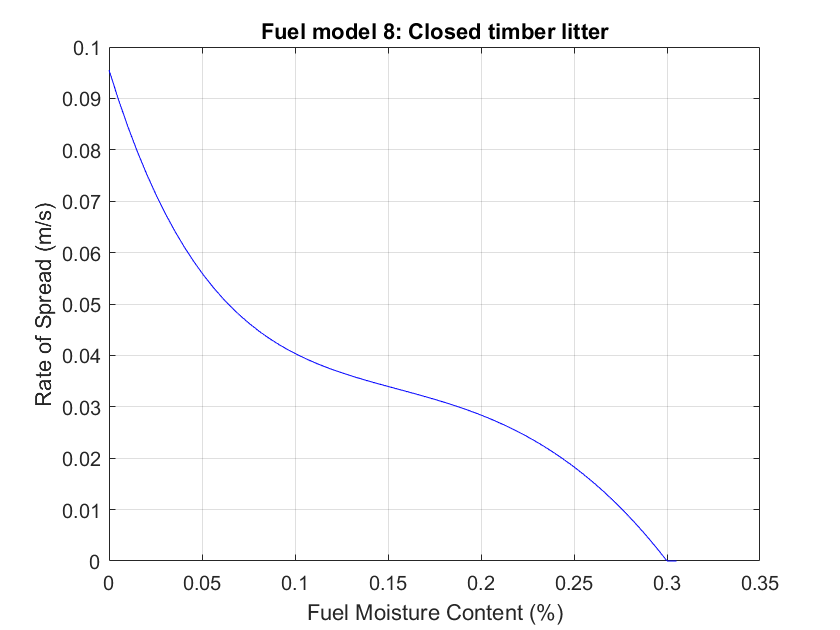 Fuel model 8: Closed timber litter
0.1
0.09
0.08
0.07
0.06
0.05
0.04
0.03
0.02
0.01
0
Rate of Spread (m/s)
0 0.05 0.1 0.15 0.2 0.25 0.3 0.35
Fuel Moisture Content (%)